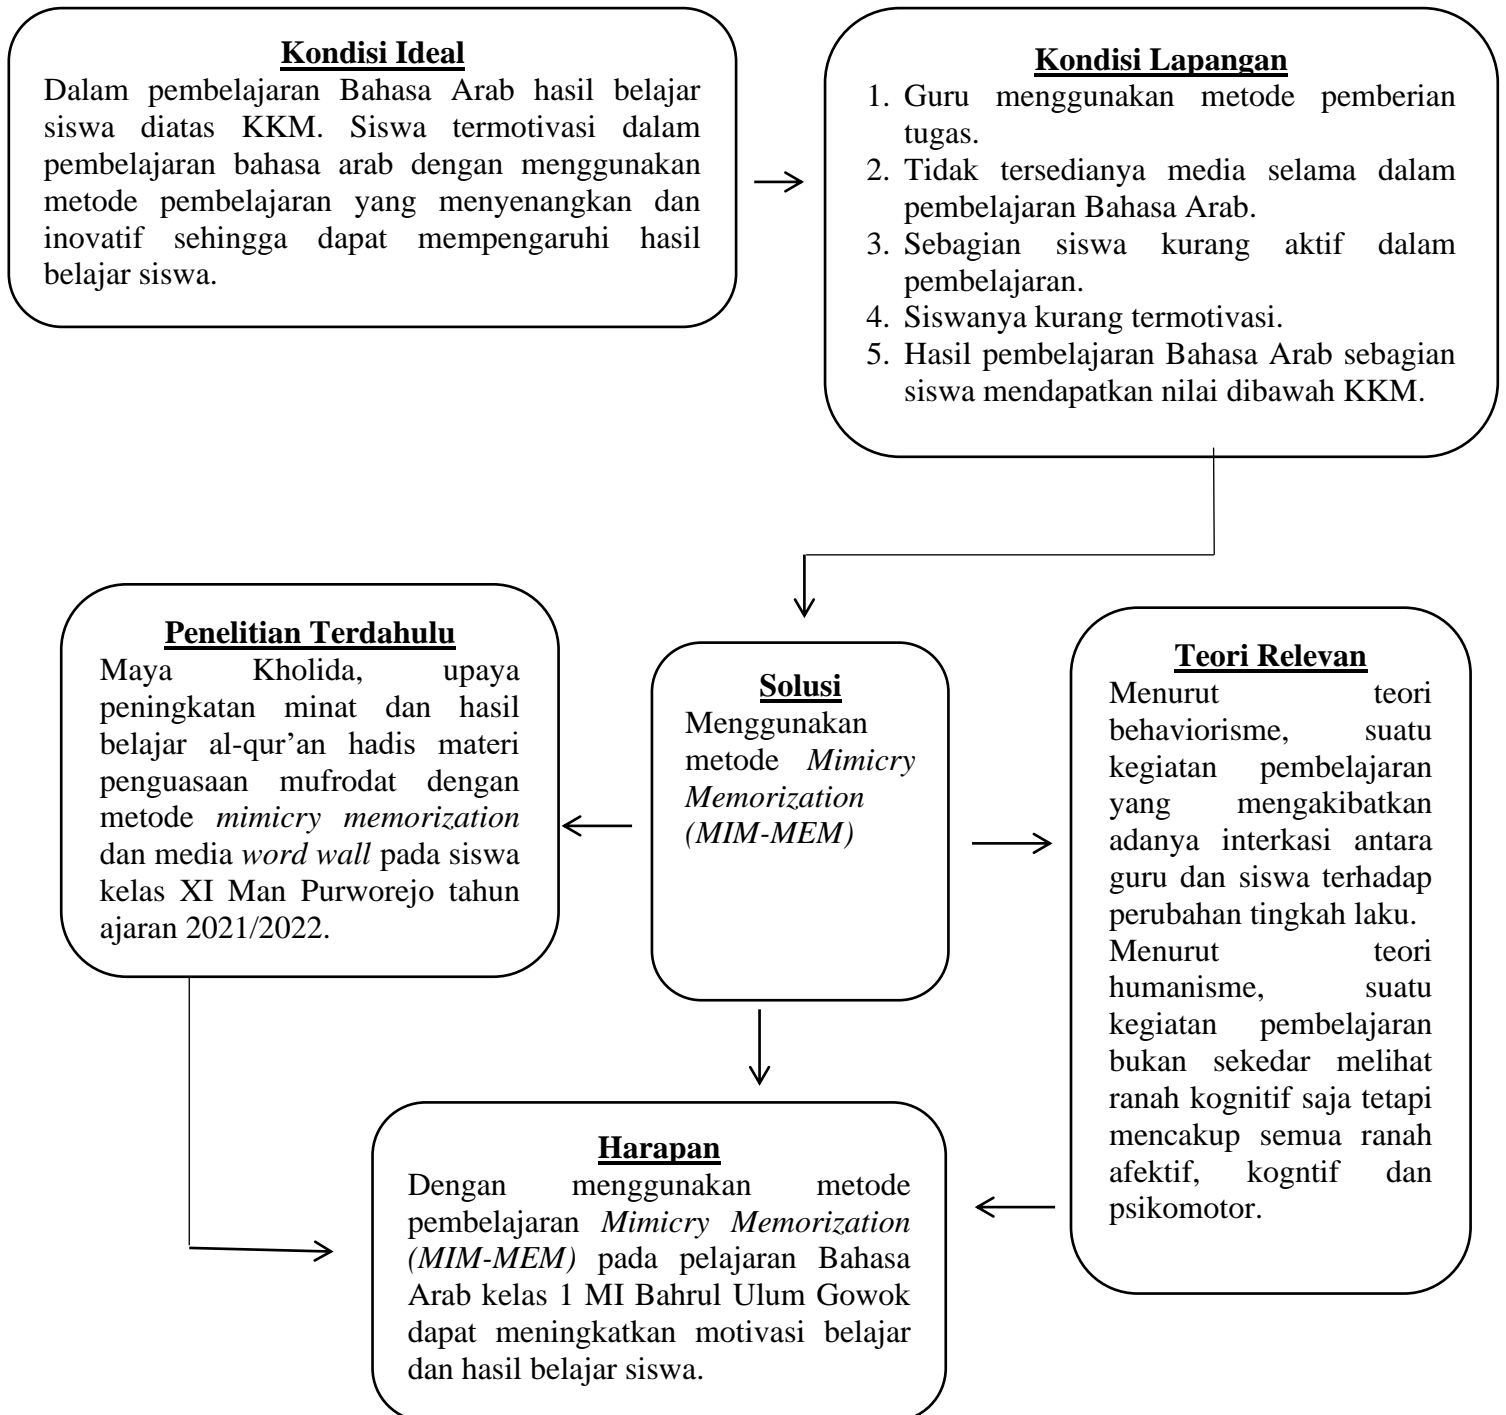 Kondisi Ideal
Dalam pembelajaran Bahasa Arab hasil belajar
siswa diatas KKM. Siswa termotivasi dalam
pembelajaran bahasa arab dengan menggunakan
metode pembelajaran yang menyenangkan dan
inovatif sehingga dapat mempengaruhi hasil
belajar siswa.
Kondisi Lapangan
1. Guru menggunakan metode pemberian
tugas.
2. Tidak tersedianya media selama dalam
pembelajaran Bahasa Arab.
3. Sebagian siswa kurang aktif dalam
pembelajaran.
4. Siswanya kurang termotivasi.
5. Hasil pembelajaran Bahasa Arab sebagian
siswa mendapatkan nilai dibawah KKM.
Penelitian Terdahulu
Maya Kholida, upaya
peningkatan minat dan hasil
belajar al-qur’an hadis materi
penguasaan mufrodat dengan
metode mimicry memorization
dan media word wall pada siswa
kelas XI Man Purworejo tahun
ajaran 2021/2022.
Solusi
Menggunakan
metode Mimicry
Memorization
(MIM-MEM)
Teori Relevan
Menurut teori
behaviorisme, suatu
kegiatan pembelajaran
yang mengakibatkan
adanya interkasi antara
guru dan siswa terhadap
perubahan tingkah laku.
Menurut teori
humanisme, suatu
kegiatan pembelajaran
bukan sekedar melihat
ranah kognitif saja tetapi
mencakup semua ranah
afektif, kogntif dan
psikomotor.
Harapan
Dengan menggunakan metode
pembelajaran Mimicry Memorization
(MIM-MEM) pada pelajaran Bahasa
Arab kelas 1 MI Bahrul Ulum Gowok
dapat meningkatkan motivasi belajar
dan hasil belajar siswa.